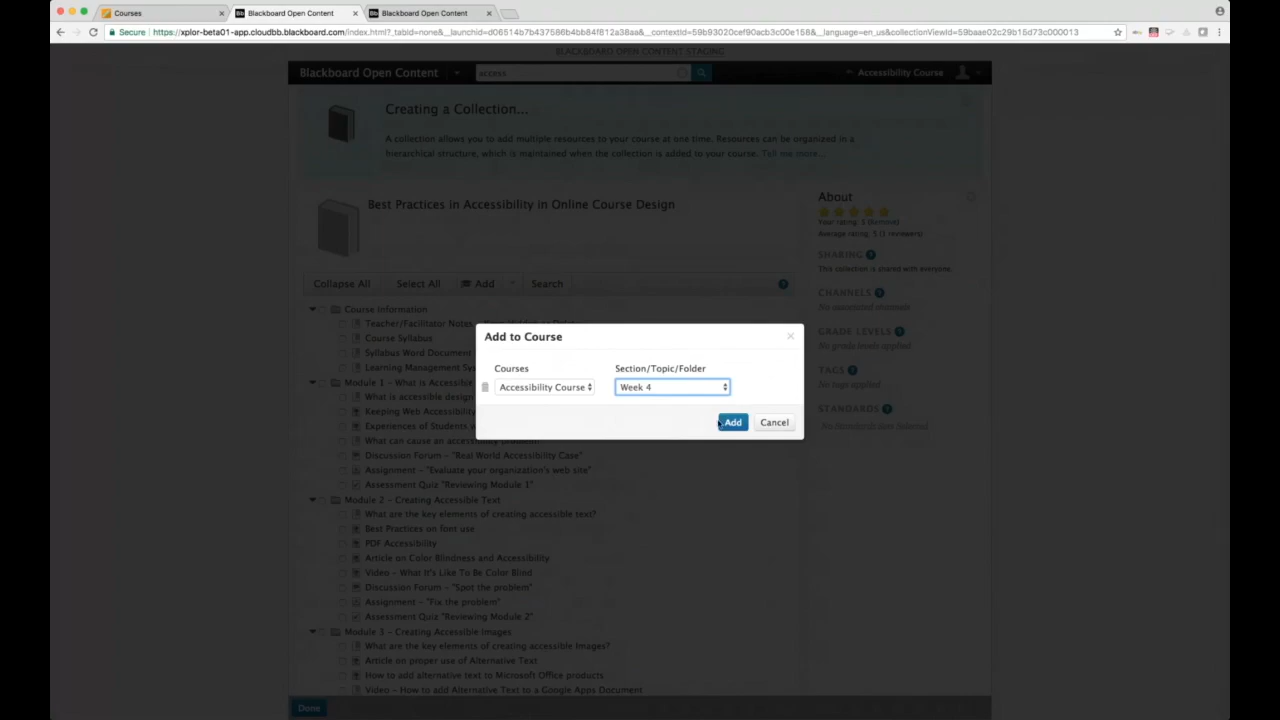 Courses
Blackboard Open Content
Blackboard Open Content
Secure https://xplor-beta01-app.cloudbb.blackboard.com/index.html?_tabid=none&__launchid=d06514b7b437586b4bb84f812a38aa&__contextId=59b93020cef90acb3c00e158&__language=en_us&collectionViewId=59baae02c29b15d73c000013
BLACKBOARD OPEN CONTENT STAGING
Blackboard Open Content
access
Accessibility Course
Creating a Collection...
A collection allows you to add multiple resources to your course at one time. Resources can be organized in a
hierarchical structure, which is maintained when the collection is added to your course. Tell me more...
Best Practices in Accessibility in Online Course Design
About
Your rating: 5 (Remove)
Average rating: 5 (1 reviewers)
SHARING
This collection is shared with everyone.
CHANNELS
No associated channels
GRADE LEVELS
No grade levels applied
TAGS
No tags applied
STANDARDS
No Standards Item Selected
Collapse All Select All Add Search
Course Information
Teacher/Facilitator Notes
Course Syllabus
Syllabus Word Document
Learning Management Sys
Module 1 - What is Accessible
What is accessible design
Keeping Web Accessibility
Experiences of Students w
What can cause an accessibility problem
Discussion Forum - "Real World Accessibility Case"
Assignment - "Evaluate your organization's web site"
Assessment Quiz "Reviewing Module 1"
Module 2 - Creating Accessible Text
What are the key elements of creating accessible text?
Best Practices on font use
PDF Accessibility
Article on Color Blindness and Accessibility
Video - What It's Like To Be Color Blind
Discussion Forum - "Spot the problem"
Assignment - "Fix the problem"
Assessment Quiz "Reviewing Module 2"
Module 3 - Creating Accessible Images
What are the key elements of creating accessible Images?
Article on proper use of Alternative Text
How to add alternative text to Microsoft Office products
Video - How to add Alternative Text to a Google Apps Document
Add to Course
Courses Section/Topic/Folder
Accessibility Course Week 4
Add Cancel
Done